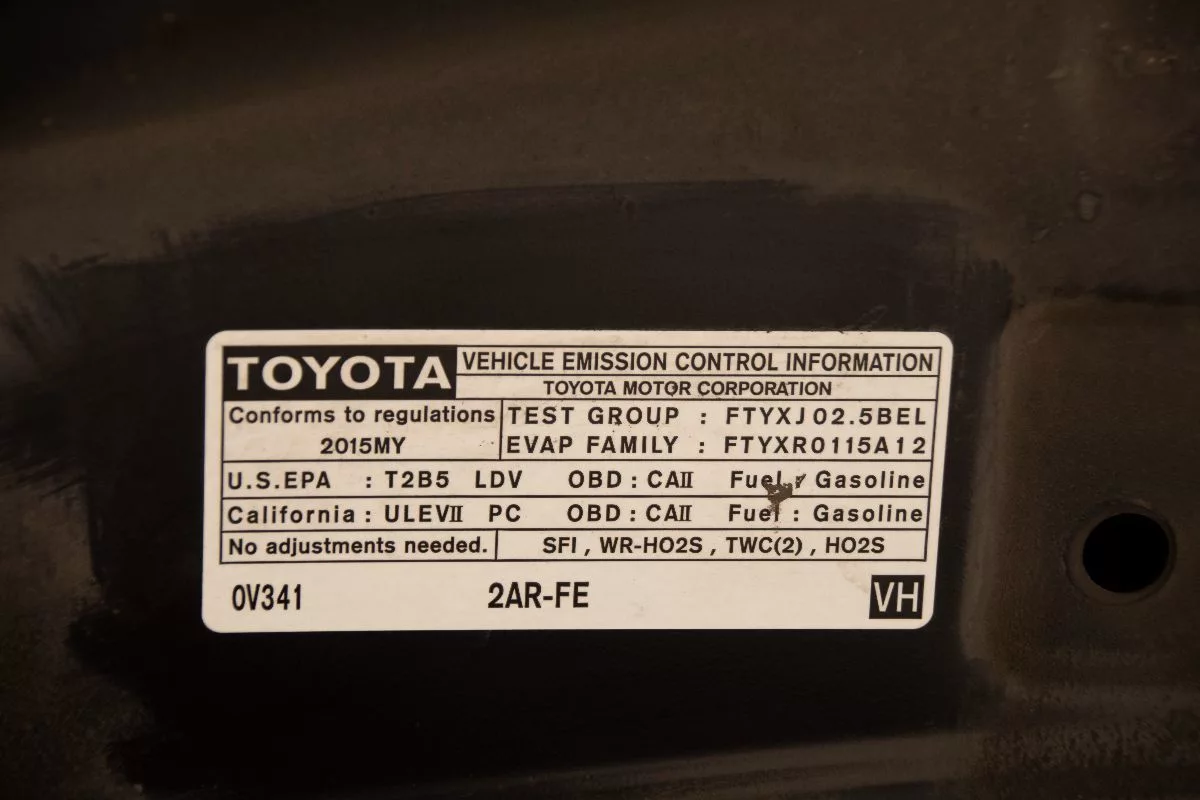 TOYOTA VEHICLE EMISSION CONTROL INFORMATION
TOYOTA MOTOR CORPORATION
Conforms to regulations
2015MY
TEST GROUP : FTYXJ02.5BEL
EVAP FAMILY : FTYXR0115A12
U.S.EPA : T2B5 LDV OBD : CAII Fuel : Gasoline
California : ULEVII PC OBD : CAII Fuel : Gasoline
No adjustments needed. SFI , WR-HO2S , TWC(2) , HO2S
0V341 2AR-FE VH